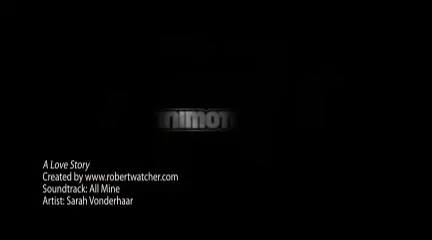 A Love Story
Created by www.robertwatcher.com
Soundtrack: All Mine
Artist: Sarah Vonderhaar